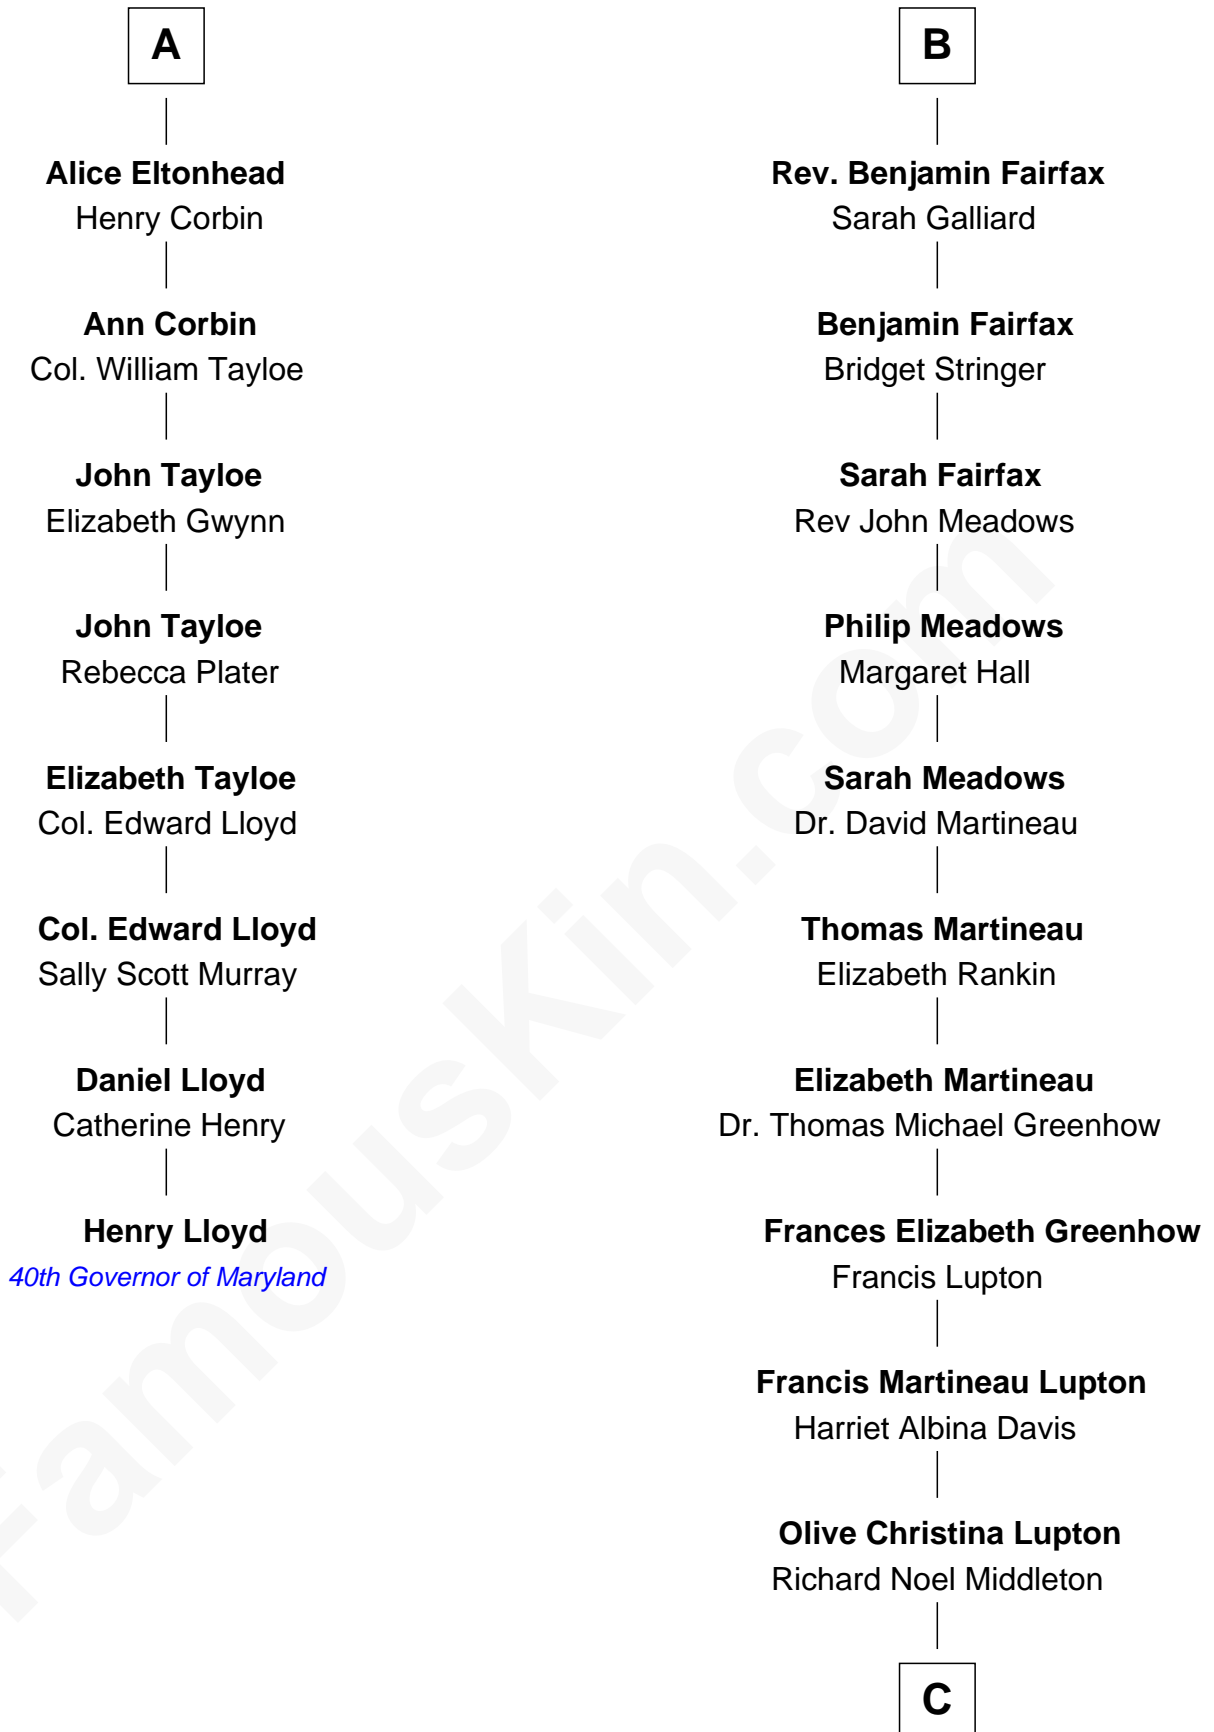 A
Alice Eltonhead
Henry Corbin
Ann Corbin
Col. William Tayloe
John Tayloe
Elizabeth Gwynn
John Tayloe
Rebecca Plater
Elizabeth Tayloe
Col. Edward Lloyd
Col. Edward Lloyd
Sally Scott Murray
Daniel Lloyd
Catherine Henry
Henry Lloyd
40th Governor of Maryland
B
Rev. Benjamin Fairfax
Sarah Galliard
Benjamin Fairfax
Bridget Stringer
Sarah Fairfax
Rev John Meadows
Philip Meadows
Margaret Hall
Sarah Meadows
Dr. David Martineau
Thomas Martineau
Elizabeth Rankin
Elizabeth Martineau
Dr. Thomas Michael Greenhow
Frances Elizabeth Greenhow
Francis Lupton
Francis Martineau Lupton
Harriet Albina Davis
Olive Christina Lupton
Richard Noel Middleton
C
FamousKin.com